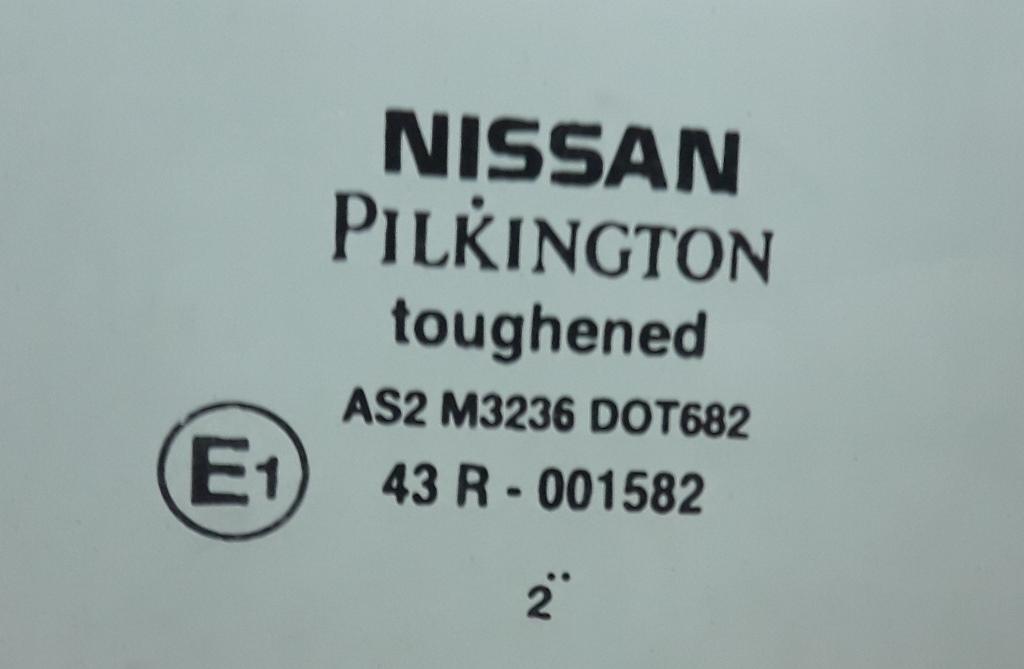 NISSAN
PILKINGTON
toughened
AS2 M3236 DOT682
E1
43 R - 001582
2¨